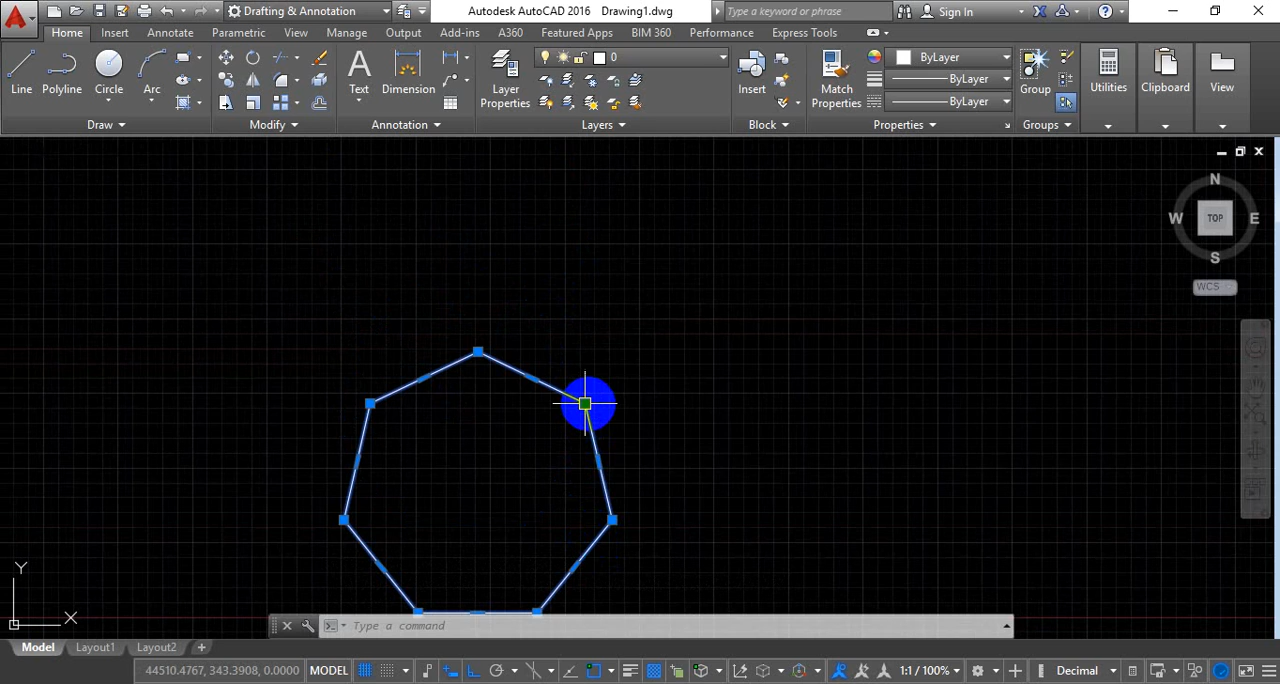 Drafting & Annotation
Autodesk AutoCAD 2016 Drawing1.dwg
Type a keyword or phrase
Sign In
Home Insert Annotate Parametric View Manage Output Add-ins A360 Featured Apps BIM 360 Performance Express Tools
0
ByLayer
ByLayer
ByLayer
Line Polyline Circle Arc
Text Dimension
Layer Properties
Insert
Match Properties
Group
Utilities
Clipboard
View
Draw Modify Annotation Layers Block Properties Groups
N
W TOP E
S
WCS
Y
X
Type a command
Model Layout1 Layout2
44510.4767, 343.3908, 0.0000 MODEL 1:1 / 100% Decimal